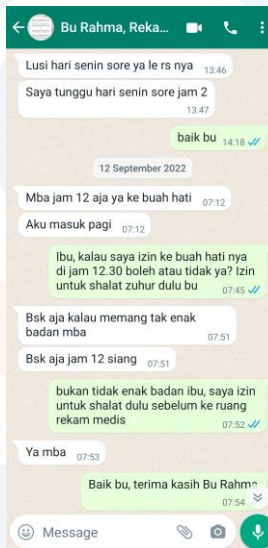 Bu Rahma, Reka...
Lusi hari senin sore ya le rs nya 13:46
Saya tunggu hari senin sore jam 2
13:47
baik bu 14:18
12 September 2022
Mba jam 12 aja ya ke buah hati 07:12
Aku masuk pagi 07:12
Ibu, kalau saya izin ke buah hati nya
di jam 12.30 boleh atau tidak ya? Izin
untuk shalat zuhur dulu bu 07:45
Bsk aja kalau memang tak enak
badan mba 07:51
Bsk aja jam 12 siang 07:51
bukan tidak enak badan ibu, saya izin
untuk shalat dulu sebelum ke ruang
rekam medis 07:52
Ya mba 07:53
Baik bu, terima kasih Bu Rahma
07:54
Message